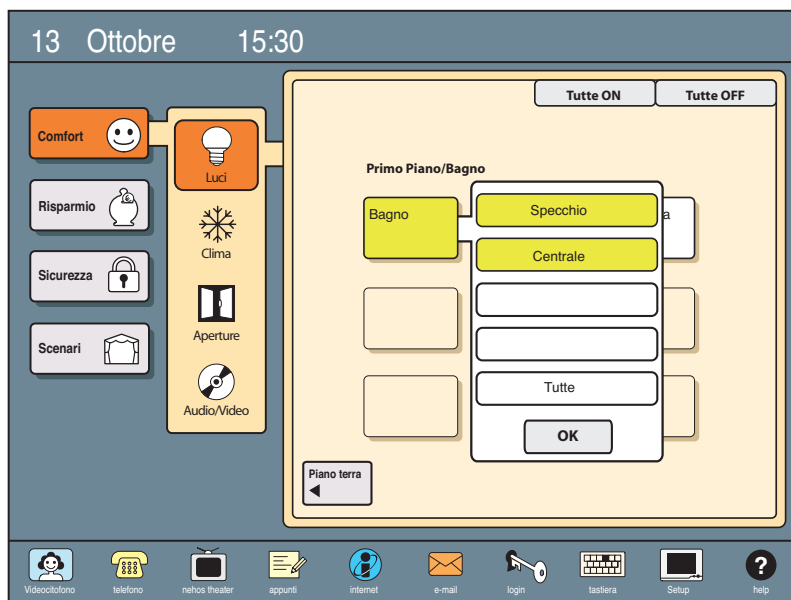 13 Ottobre 15:30
Tutte ON
Tutte OFF
Comfort
Risparmio
Sicurezza
Scenari
Luci
Clima
Aperture
Audio/Video
Primo Piano/Bagno
Bagno
Specchio
a
Centrale
Tutte
OK
Piano terra
Videocitofono
telefono
nehos theater
appunti
internet
e-mail
login
tastiera
Setup
help